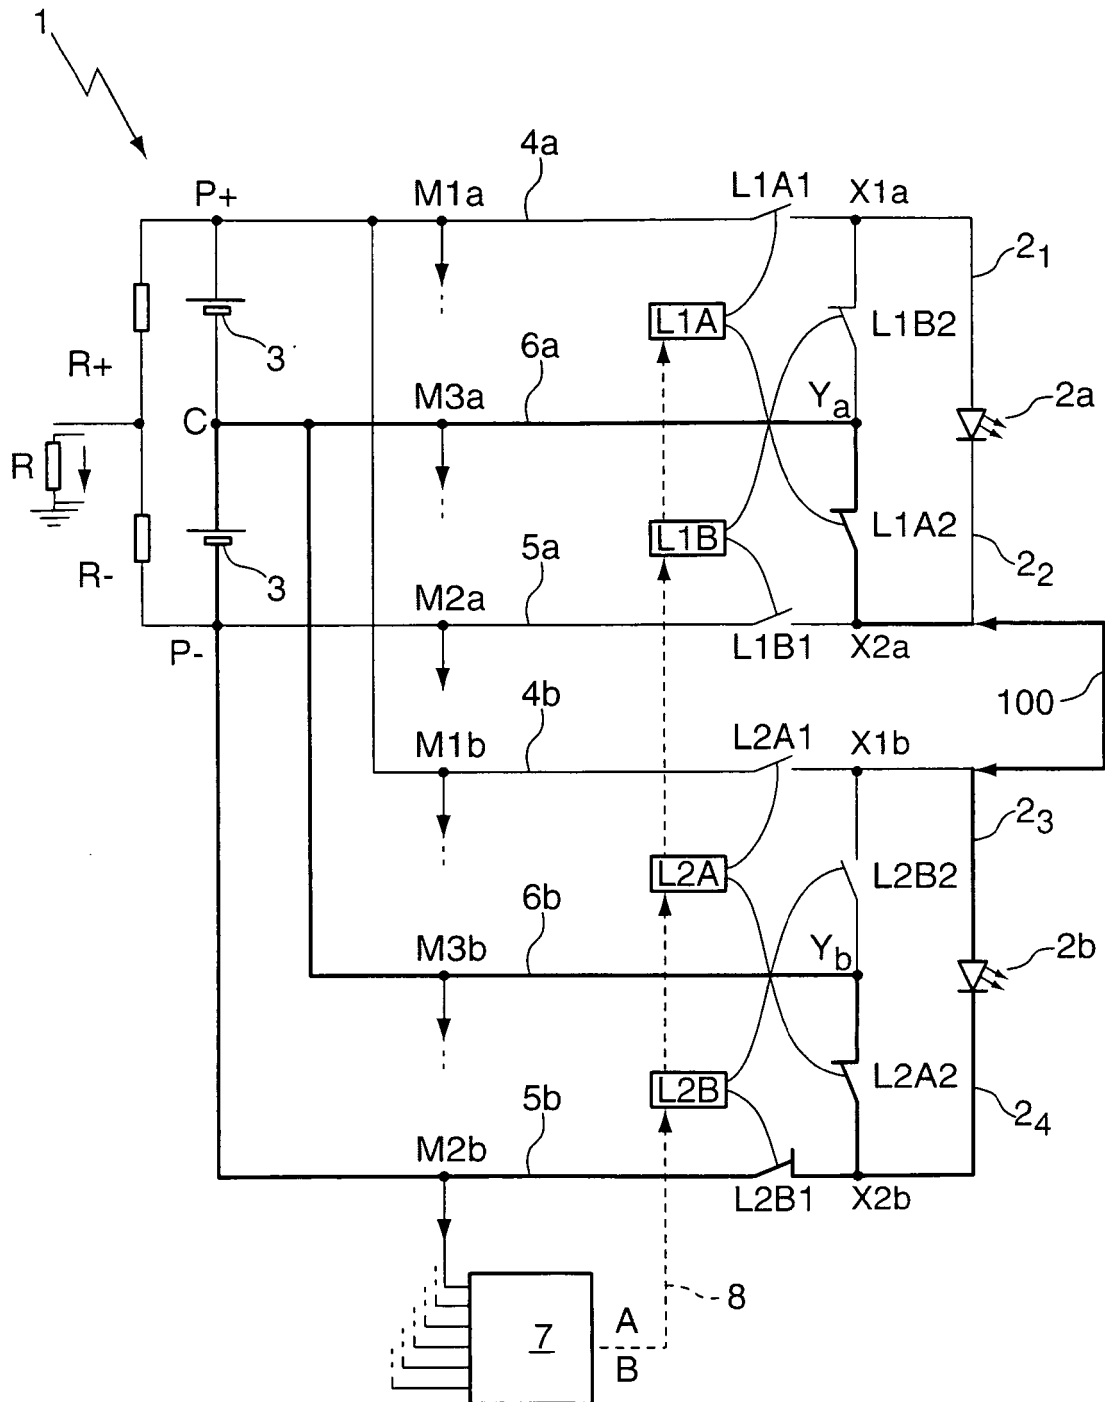 1
4a
P+
M1a
L1A1
X1a
2₁
L1A
L1B2
R+
3
6a
M3a
Yₐ
2a
C
R
L1B
L1A2
R-
3
5a
2₂
M2a
P-
L1B1
X2a
4b
100
M1b
L2A1
X1b
2₃
L2A
L2B2
6b
M3b
Y_b
2b
L2B
L2A2
5b
2₄
M2b
L2B1
X2b
8
A
7
B